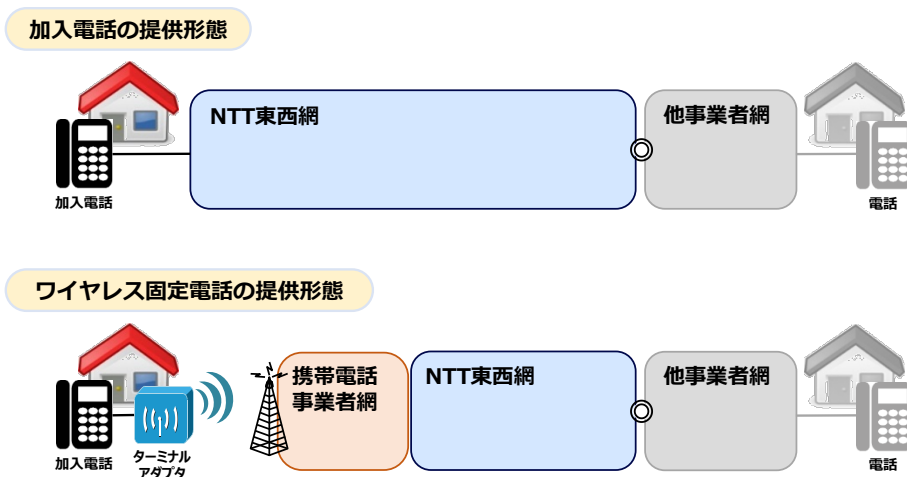 加入電話の提供形態
NTT東西網
他事業者網
加入電話
電話
ワイヤレス固定電話の提供形態
携帯電話
事業者網
NTT東西網
他事業者網
加入電話
ターミナル
アダプタ
電話